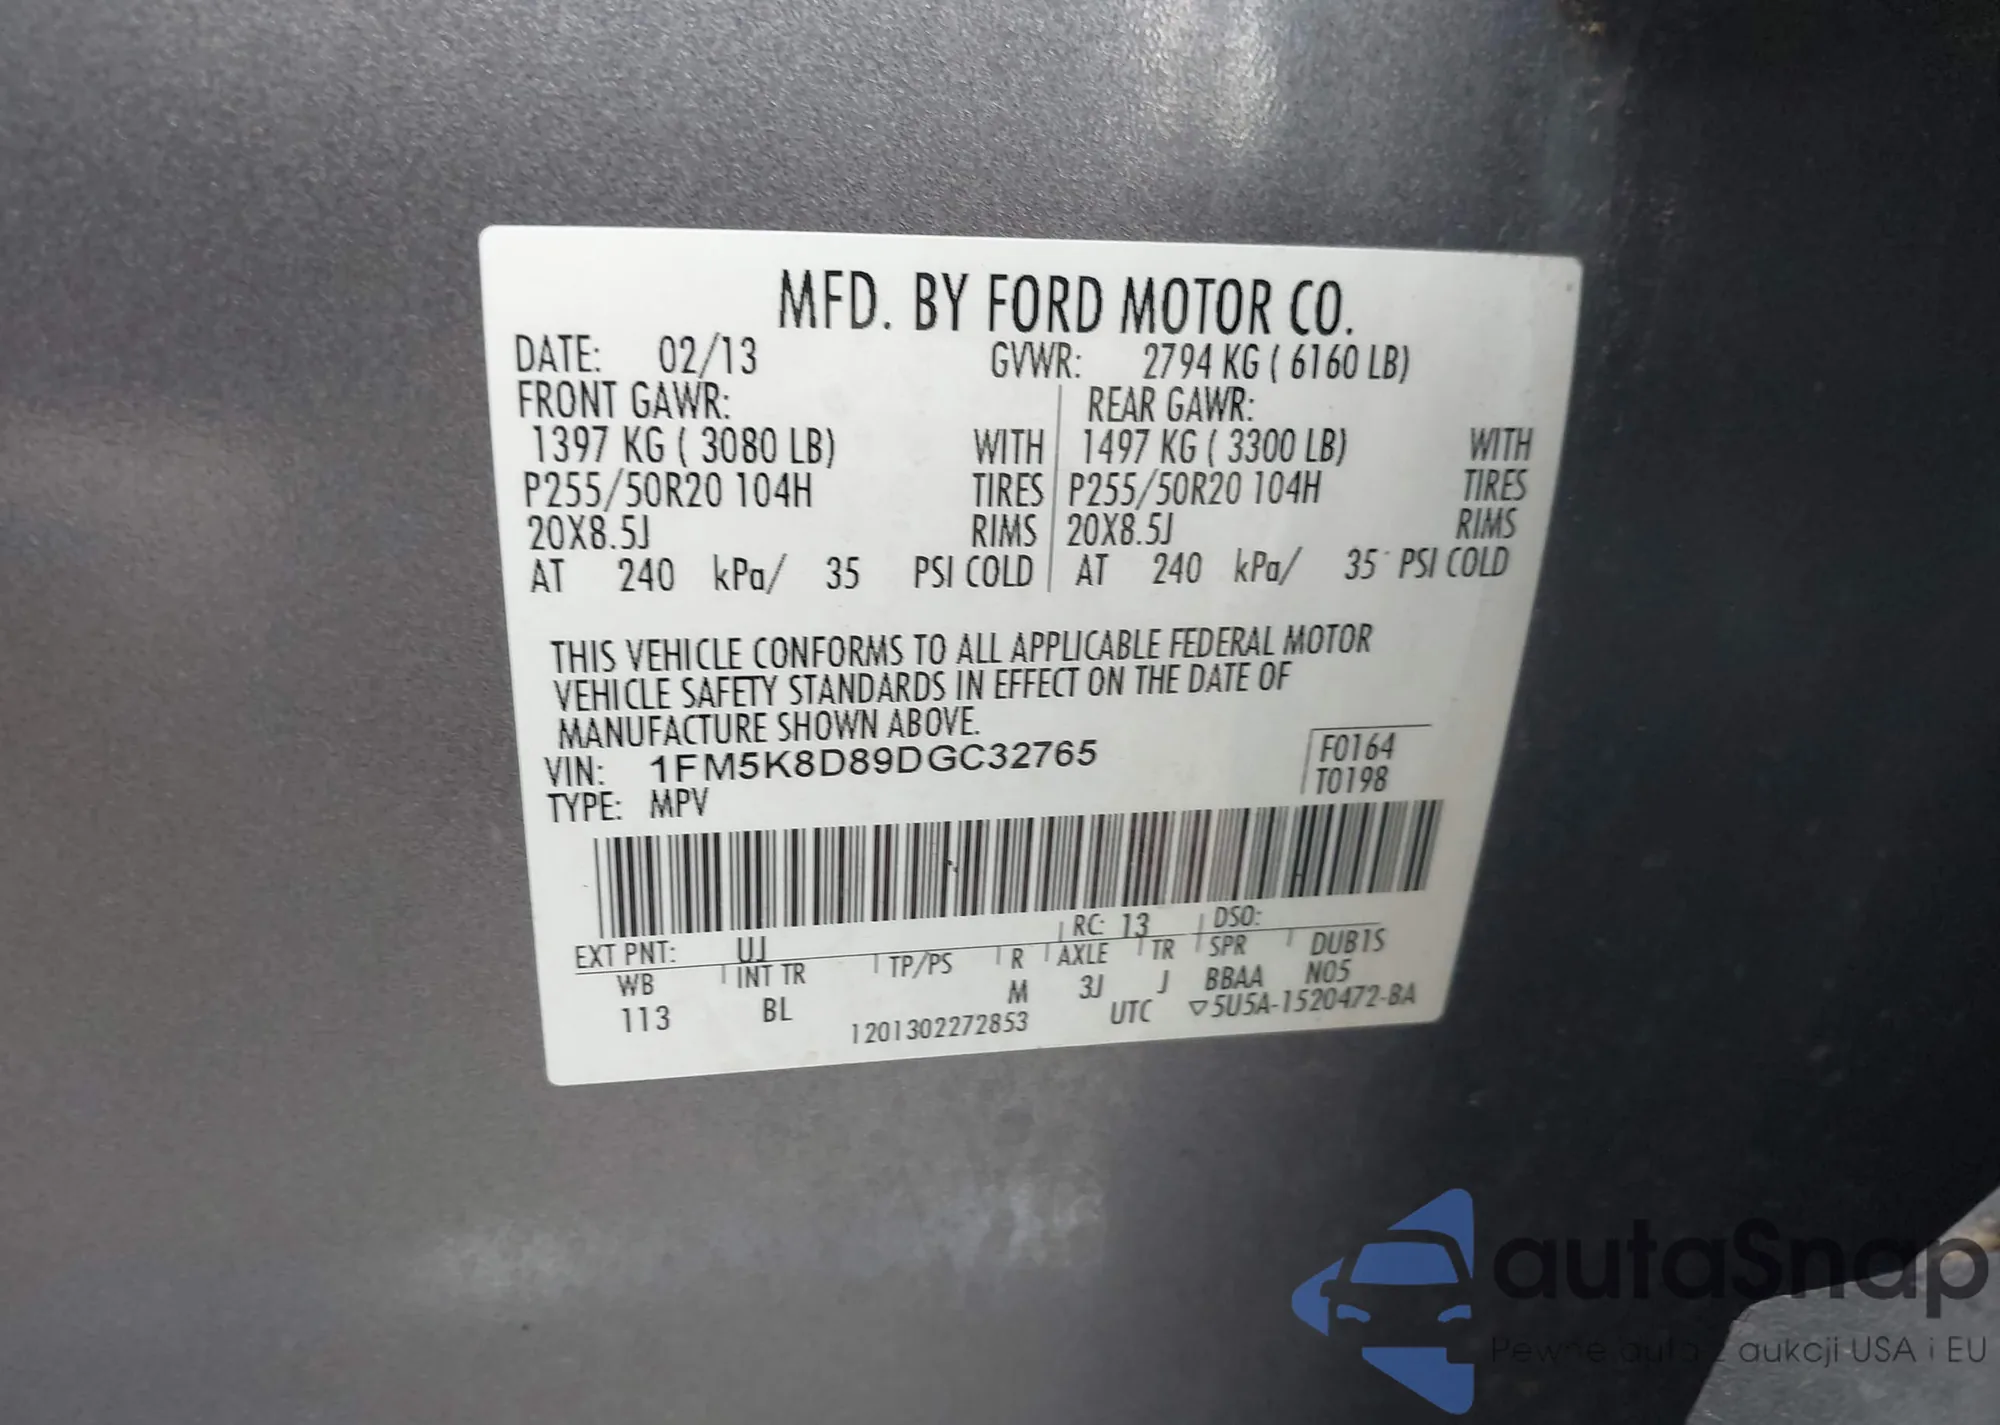 MFD. BY FORD MOTOR CO.
DATE: 02/13 GVWR: 2794 KG ( 6160 LB)
FRONT GAWR: REAR GAWR:
1397 KG ( 3080 LB) WITH 1497 KG ( 3300 LB) WITH
P255/50R20 104H TIRES P255/50R20 104H TIRES
20X8.5J RIMS 20X8.5J RIMS
AT 240 kPa/ 35 PSI COLD AT 240 kPa/ 35 PSI COLD
THIS VEHICLE CONFORMS TO ALL APPLICABLE FEDERAL MOTOR
VEHICLE SAFETY STANDARDS IN EFFECT ON THE DATE OF
MANUFACTURE SHOWN ABOVE.
VIN: 1FM5K8D89DGC32765 F0164
TYPE: MPV T0198
EXT PNT: UJ RC: 13 DSO:
WB INT TR TP/PS R AXLE TR SPR DUB1S
113 BL M 3J J BBAA N05
1201302272853 UTC ▽5U5A-1520472-BA
autaSnap
Pewne auta z aukcji USA i EU